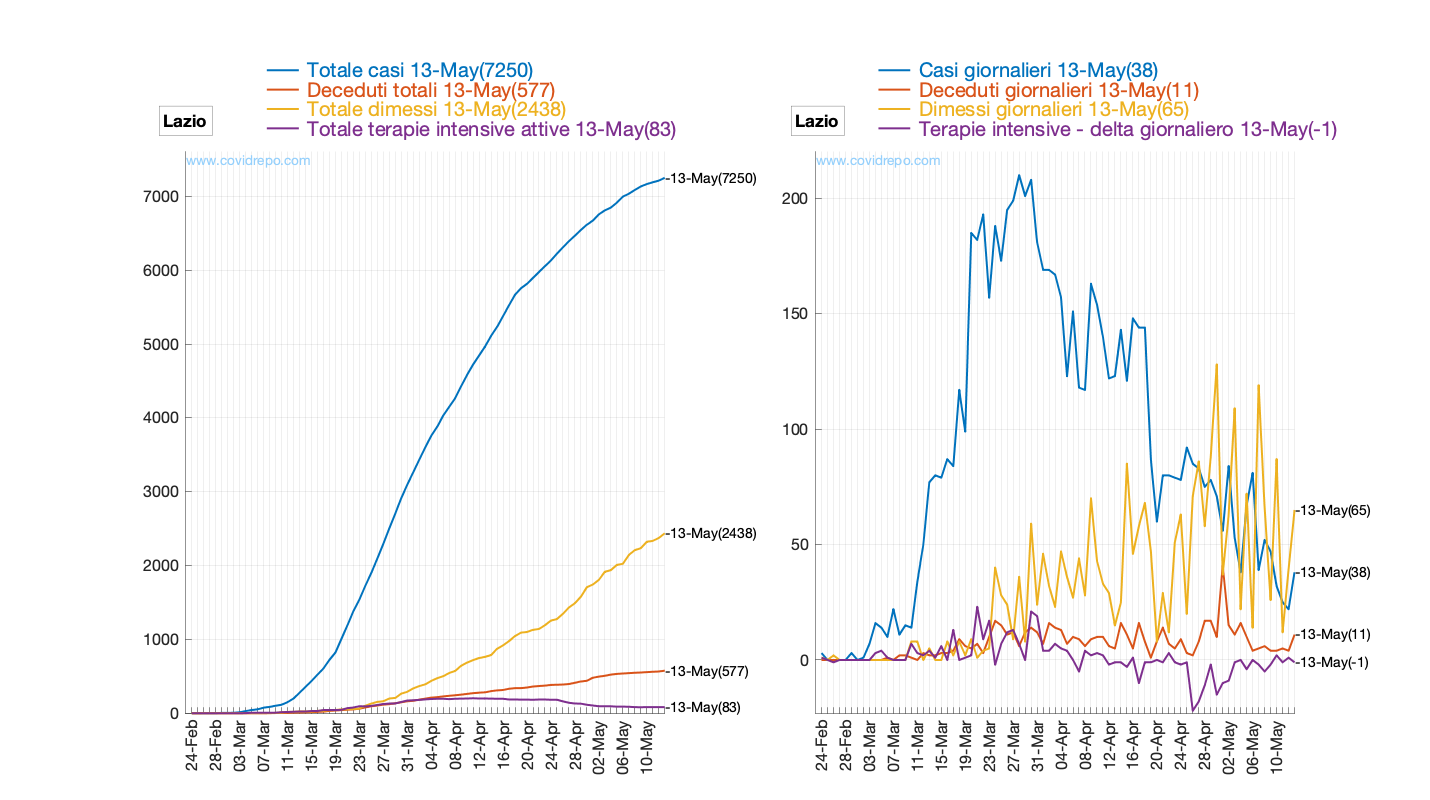 Totale casi 13-May(7250)
Deceduti totali 13-May(577)
Totale dimessi 13-May(2438)
Totale terapie intensive attive 13-May(83)
Lazio
www.covidrepo.com
7000
6000
5000
4000
3000
2000
1000
0
-13-May(7250)
-13-May(2438)
-13-May(577)
-13-May(83)
24-Feb
28-Feb
03-Mar
07-Mar
11-Mar
15-Mar
19-Mar
23-Mar
27-Mar
31-Mar
04-Apr
08-Apr
12-Apr
16-Apr
20-Apr
24-Apr
28-Apr
02-May
06-May
10-May
Casi giornalieri 13-May(38)
Deceduti giornalieri 13-May(11)
Dimessi giornalieri 13-May(65)
Terapie intensive - delta giornaliero 13-May(-1)
Lazio
www.covidrepo.com
200
150
100
50
0
-13-May(65)
-13-May(38)
-13-May(11)
-13-May(-1)
24-Feb
28-Feb
03-Mar
07-Mar
11-Mar
15-Mar
19-Mar
23-Mar
27-Mar
31-Mar
04-Apr
08-Apr
12-Apr
16-Apr
20-Apr
24-Apr
28-Apr
02-May
06-May
10-May